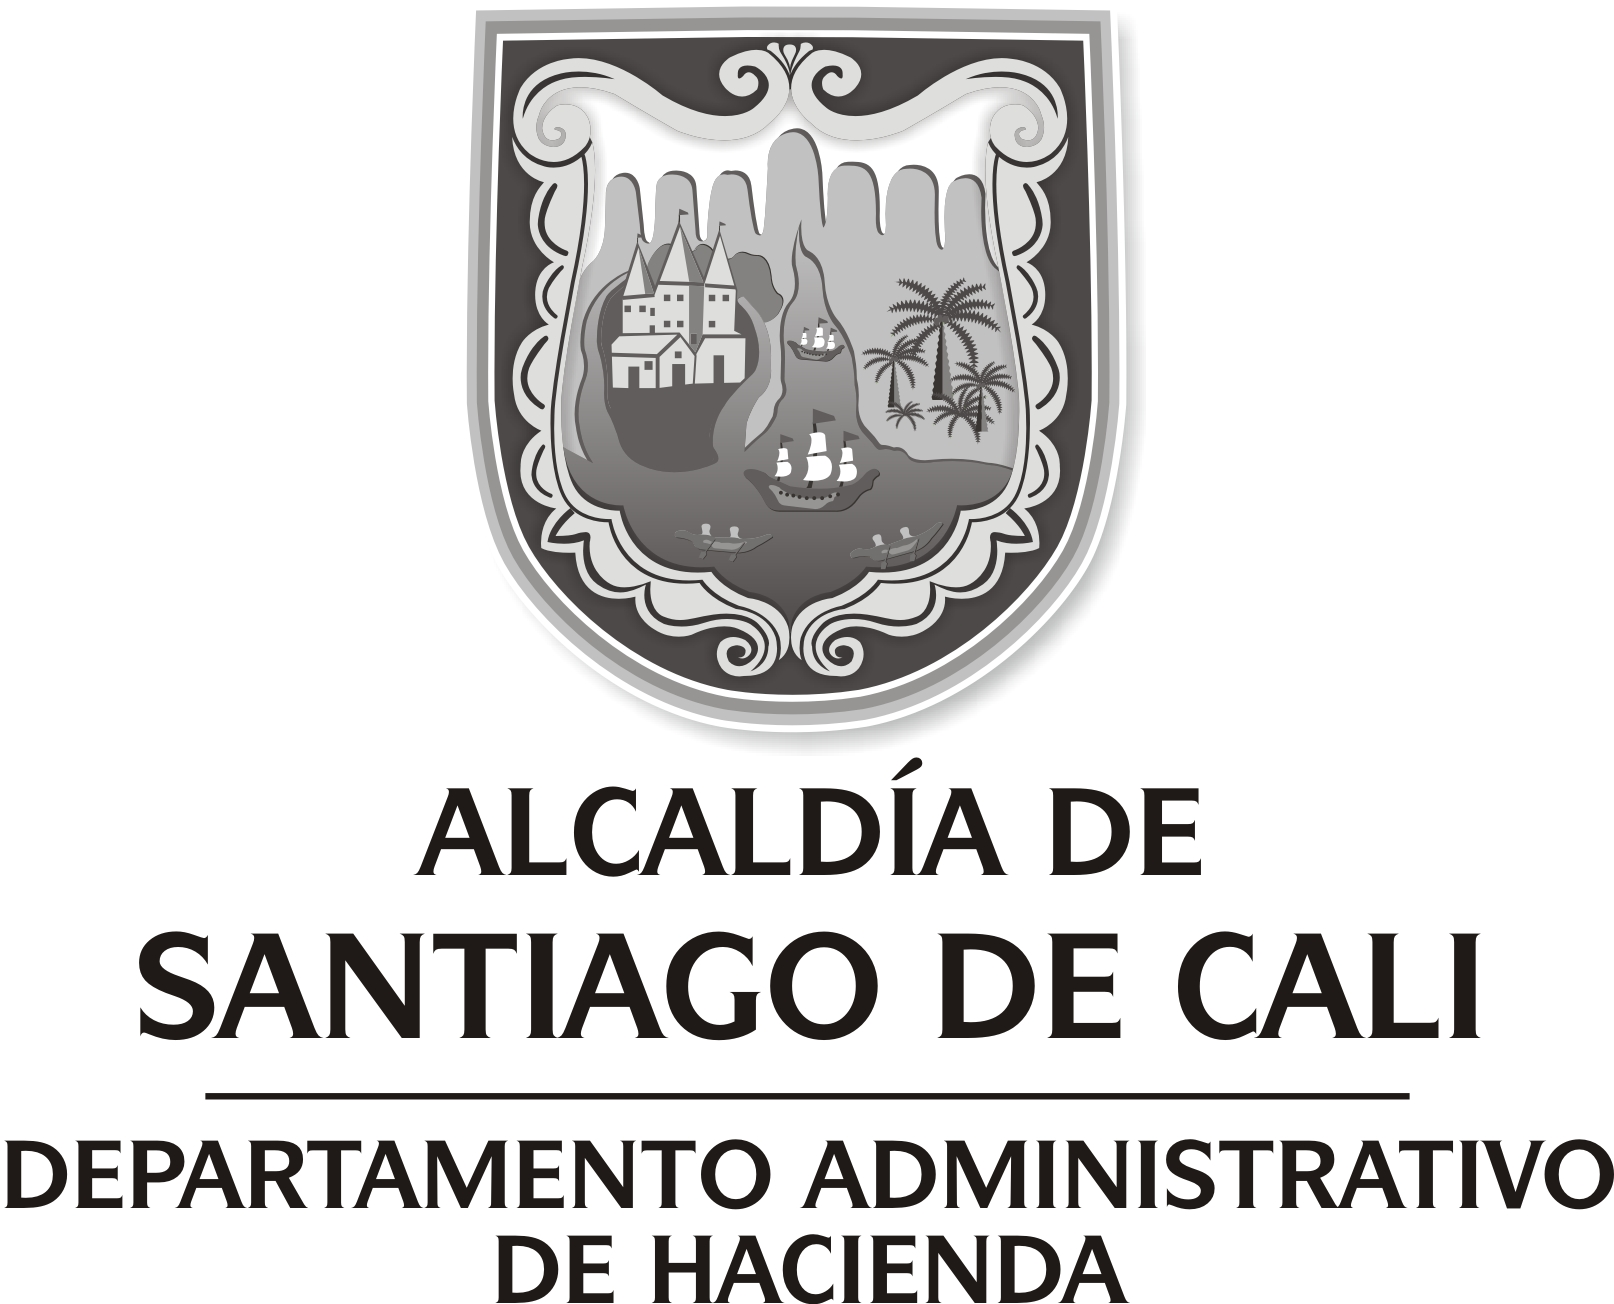 ALCALDÍA DE
SANTIAGO DE CALI
DEPARTAMENTO ADMINISTRATIVO
DE HACIENDA